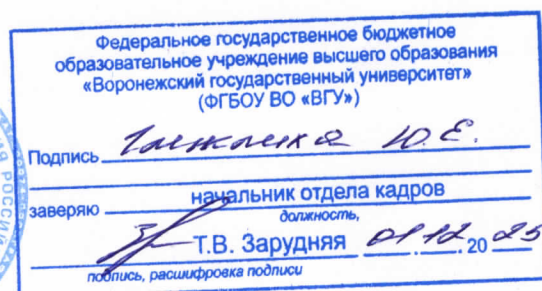 Федеральное государственное бюджетное
образовательное учреждение высшего образования
«Воронежский государственный университет»
(ФГБОУ ВО «ВГУ»)
Подпись Ю.Е.
начальник отдела кадров
заверяю
должность,
Т.В. Зарудняя 01.12.2025
подпись, расшифровка подписи
РОССИЙ